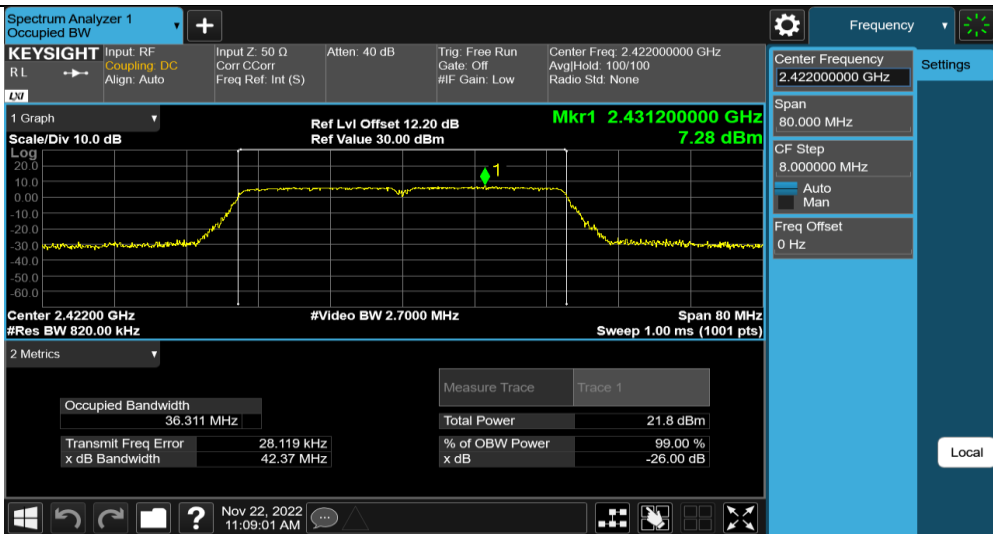 Spectrum Analyzer 1
Occupied BW
▼
+
Frequency
▼
KEYSIGHT
RL
LXI
Input: RF
Coupling: DC
Align: Auto
Input Z: 50 Ω
Corr CCorr
Freq Ref: Int (S)
Atten: 40 dB
Trig: Free Run
Gate: Off
#IF Gain: Low
Center Freq: 2.422000000 GHz
Avg|Hold: 100/100
Radio Std: None
Center Frequency
2.422000000 GHz
Settings
Span
80.000 MHz
CF Step
8.000000 MHz
Auto
Man
Freq Offset
0 Hz
Local
1 Graph
▼
Scale/Div 10.0 dB
Log
Ref Lvl Offset 12.20 dB
Ref Value 30.00 dBm
Mkr1 2.431200000 GHz
7.28 dBm
20.0
10.0
0.00
-10.0
-20.0
-30.0
-40.0
-50.0
-60.0
1
Center 2.42200 GHz
#Res BW 820.00 kHz
#Video BW 2.7000 MHz
Span 80 MHz
Sweep 1.00 ms (1001 pts)
2 Metrics
▼
Measure Trace Trace 1
Occupied Bandwidth
36.311 MHz
Total Power 21.8 dBm
Transmit Freq Error 28.119 kHz
% of OBW Power 99.00 %
x dB Bandwidth 42.37 MHz
x dB -26.00 dB
?
Nov 22, 2022
11:09:01 AM